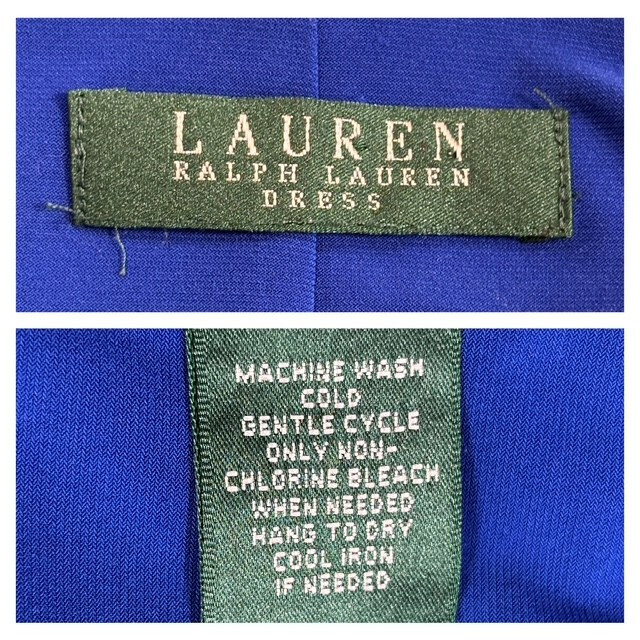 LAUREN
RALPH LAUREN
DRESS
MACHINE WASH
COLD
GENTLE CYCLE
ONLY NON-
CHLORINE BLEACH
WHEN NEEDED
HANG TO DRY
COOL IRON
IF NEEDED